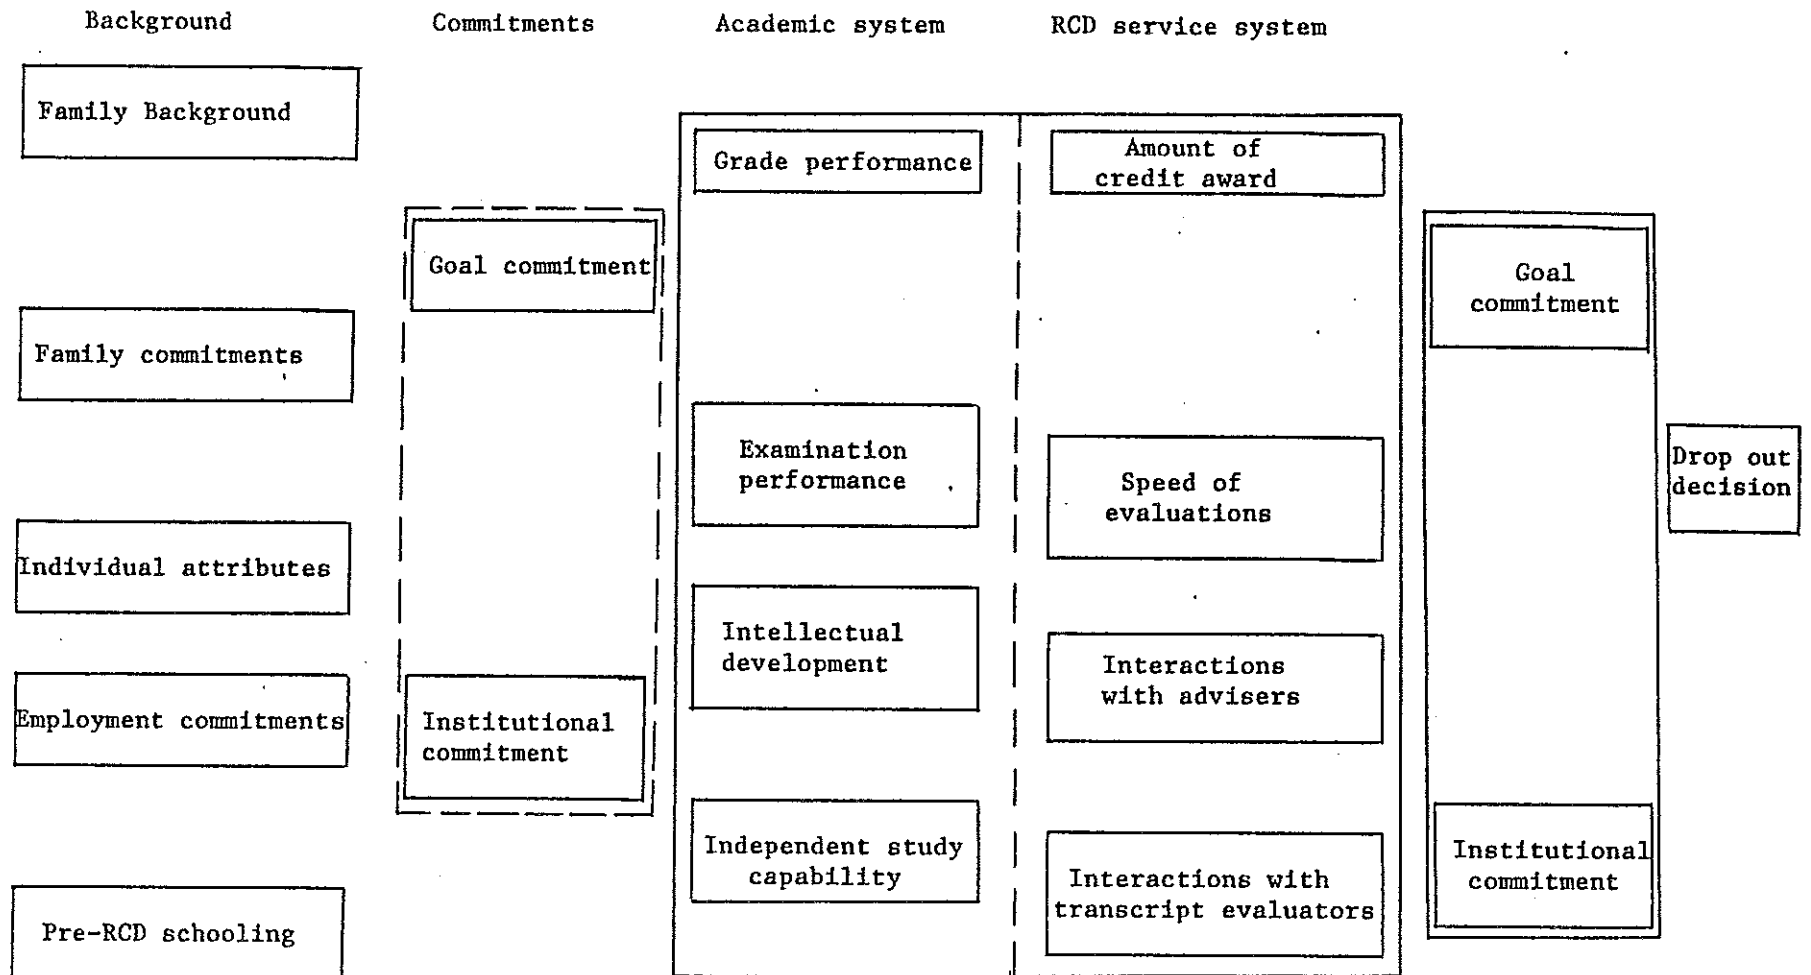 Background
Commitments
Academic system
RCD service system
Family Background
Family commitments
Individual attributes
Employment commitments
Pre-RCD schooling
Goal commitment
Institutional
commitment
Grade performance
Examination
performance
Intellectual
development
Independent study
capability
Amount of
credit award
Speed of
evaluations
Interactions
with advisers
Interactions with
transcript evaluators
Goal
commitment
Institutional
commitment
Drop out
decision